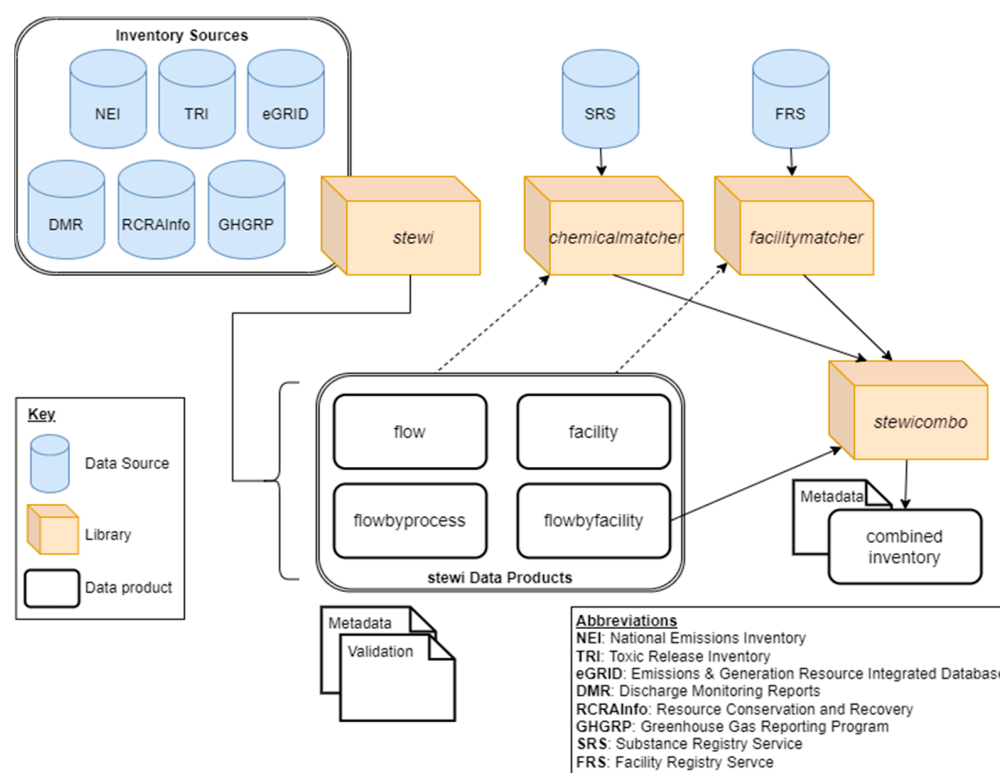 Inventory Sources
NEI
TRI
eGRID
SRS
FRS
DMR
RCRAInfo
GHGRP
stewi
chemicalmatcher
facilitymatcher
Key
Data Source
Library
Data product
flow
facility
flowbyprocess
flowbyfacility
stewi Data Products
stewicombo
Metadata
combined
inventory
Metadata
Validation
Abbreviations
NEI: National Emissions Inventory
TRI: Toxic Release Inventory
eGRID: Emissions & Generation Resource Integrated Database
DMR: Discharge Monitoring Reports
RCRAInfo: Resource Conservation and Recovery
GHGRP: Greenhouse Gas Reporting Program
SRS: Substance Registry Service
FRS: Facility Registry Servce